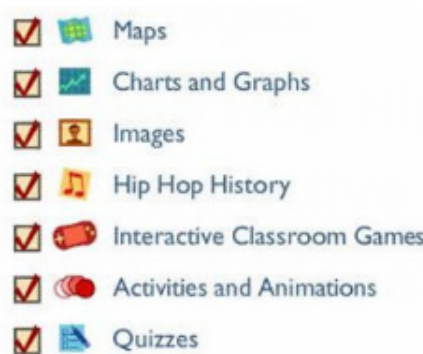 Maps
Charts and Graphs
Images
Hip Hop History
Interactive Classroom Games
Activities and Animations
Quizzes